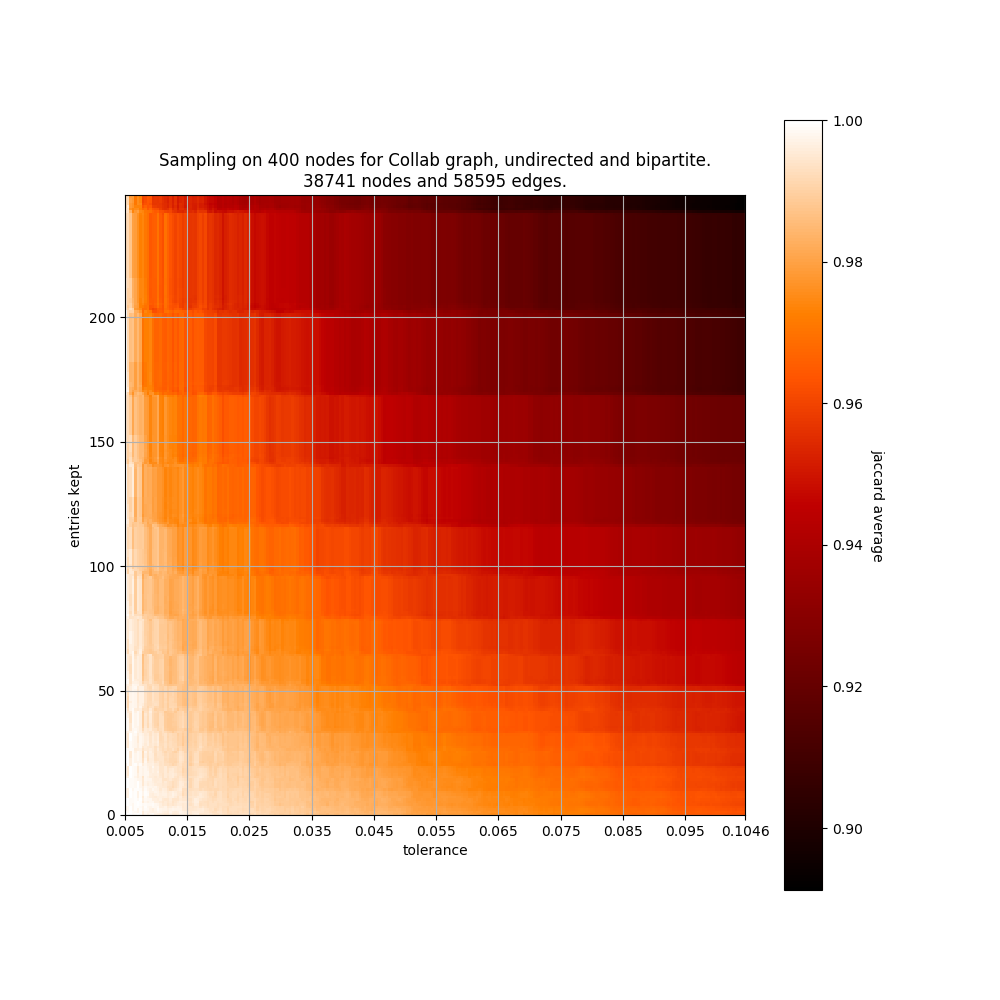 Sampling on 400 nodes for Collab graph, undirected and bipartite.
38741 nodes and 58595 edges.
1.00
0.98
0.96
0.94
0.92
0.90
jaccard average
200
150
100
50
0
entries kept
0.005 0.015 0.025 0.035 0.045 0.055 0.065 0.075 0.085 0.095 0.1046
tolerance